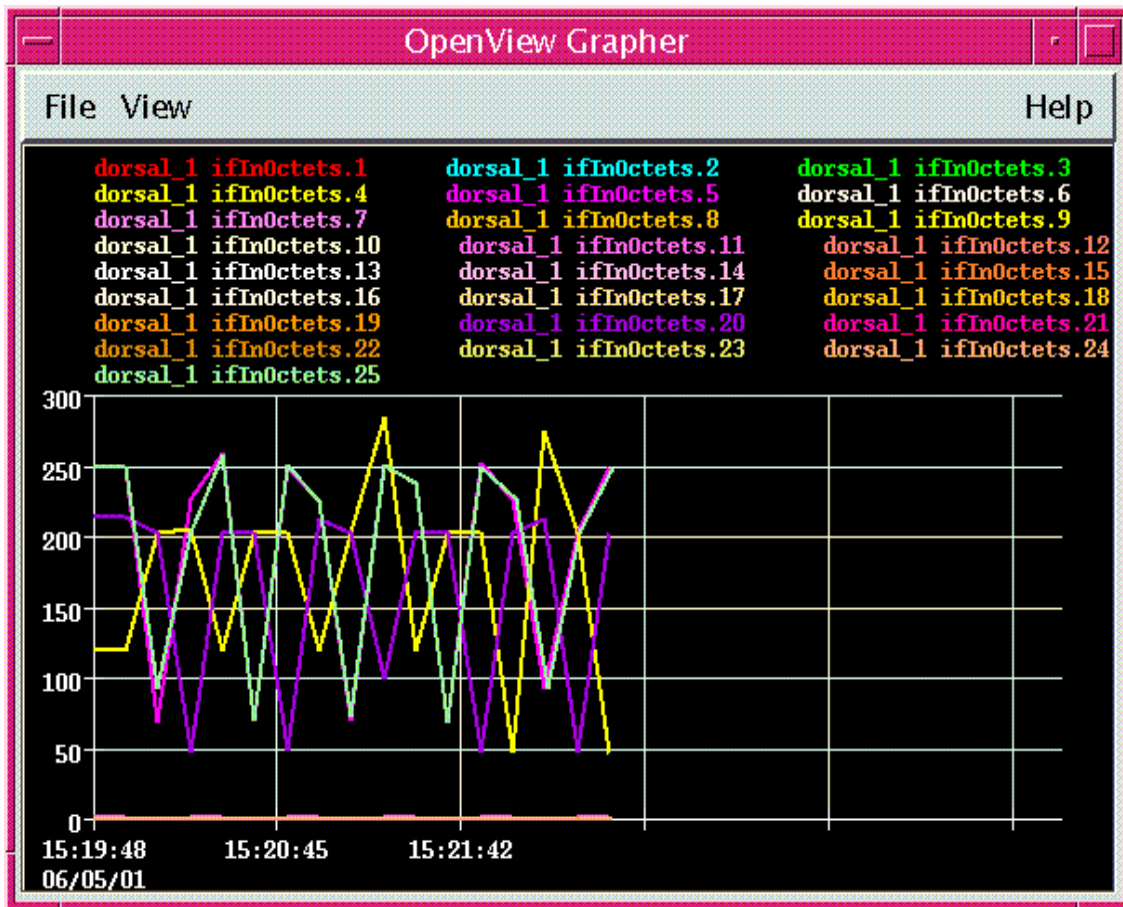 OpenView Grapher
File View Help
dorsal_1 ifInOctets.1 dorsal_1 ifInOctets.2 dorsal_1 ifInOctets.3
dorsal_1 ifInOctets.4 dorsal_1 ifInOctets.5 dorsal_1 ifInOctets.6
dorsal_1 ifInOctets.7 dorsal_1 ifInOctets.8 dorsal_1 ifInOctets.9
dorsal_1 ifInOctets.10 dorsal_1 ifInOctets.11 dorsal_1 ifInOctets.12
dorsal_1 ifInOctets.13 dorsal_1 ifInOctets.14 dorsal_1 ifInOctets.15
dorsal_1 ifInOctets.16 dorsal_1 ifInOctets.17 dorsal_1 ifInOctets.18
dorsal_1 ifInOctets.19 dorsal_1 ifInOctets.20 dorsal_1 ifInOctets.21
dorsal_1 ifInOctets.22 dorsal_1 ifInOctets.23 dorsal_1 ifInOctets.24
dorsal_1 ifInOctets.25
300
250
200
150
100
50
0
15:19:48 15:20:45 15:21:42
06/05/01